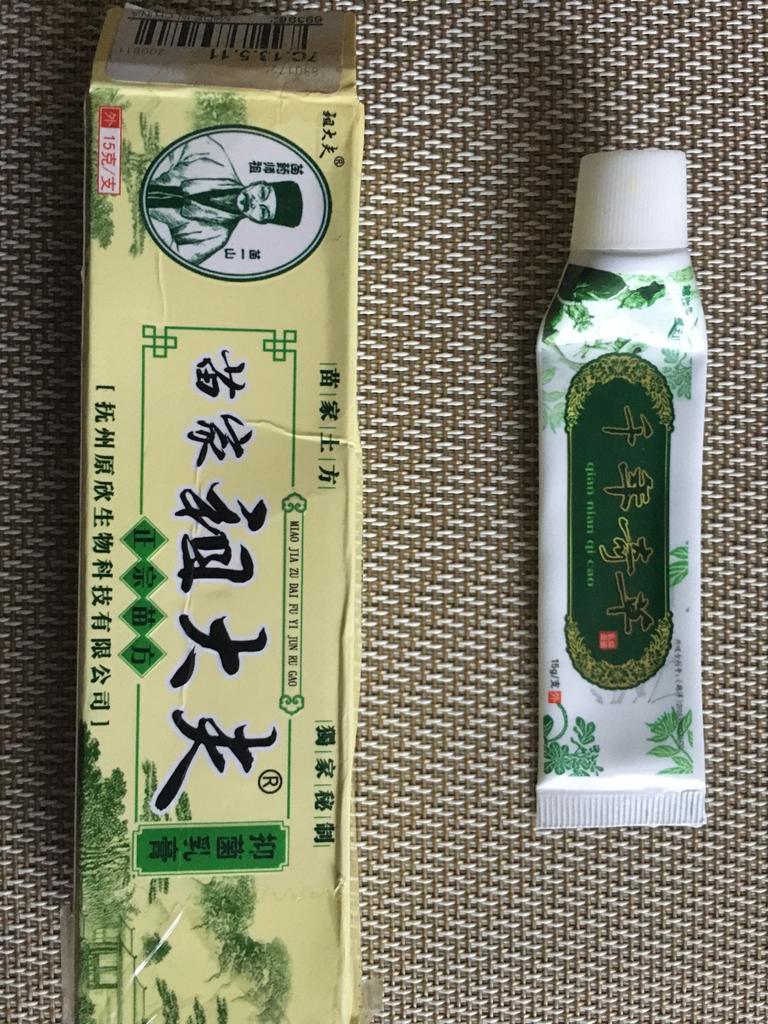 祖大夫®
外 15克/支
苗药师祖
苗一山
苗家土方
獨家秘制
MIAO JIA ZU DAI FU YI JUN RU GAO
苗家祖大夫®
正宗苗方
抑菌乳膏
[抚州原欣生物科技有限公司]
千年奇草
qian nian qi cao
15g/支 外